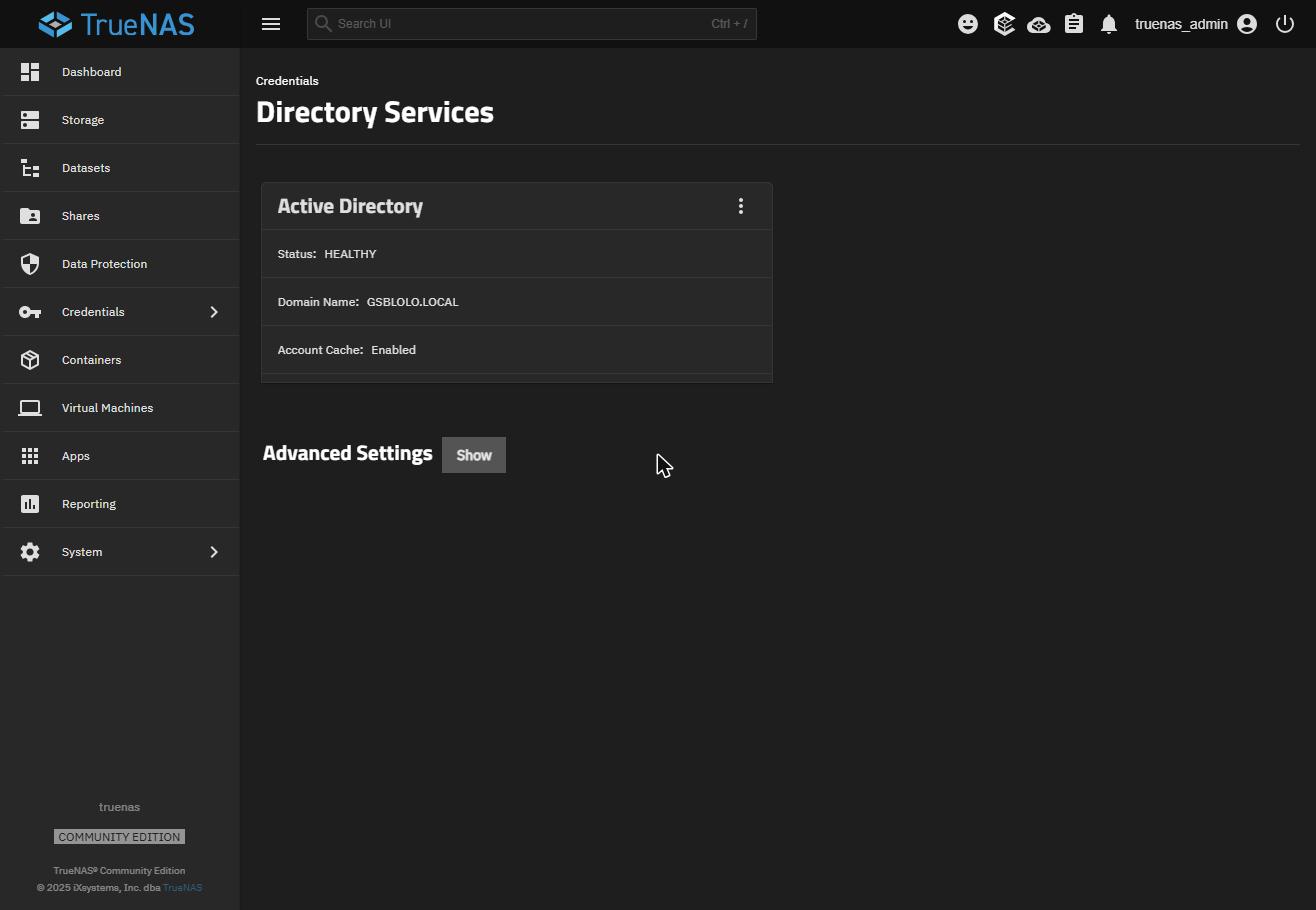 TrueNAS
Search UI
Ctrl + /
truenas_admin
Dashboard
Storage
Datasets
Shares
Data Protection
Credentials
Containers
Virtual Machines
Apps
Reporting
System
truenas
COMMUNITY EDITION
TrueNAS® Community Edition
© 2025 iXsystems, Inc. dba TrueNAS
Credentials
Directory Services
Active Directory
Status: HEALTHY
Domain Name: GSBLOLO.LOCAL
Account Cache: Enabled
Advanced Settings
Show